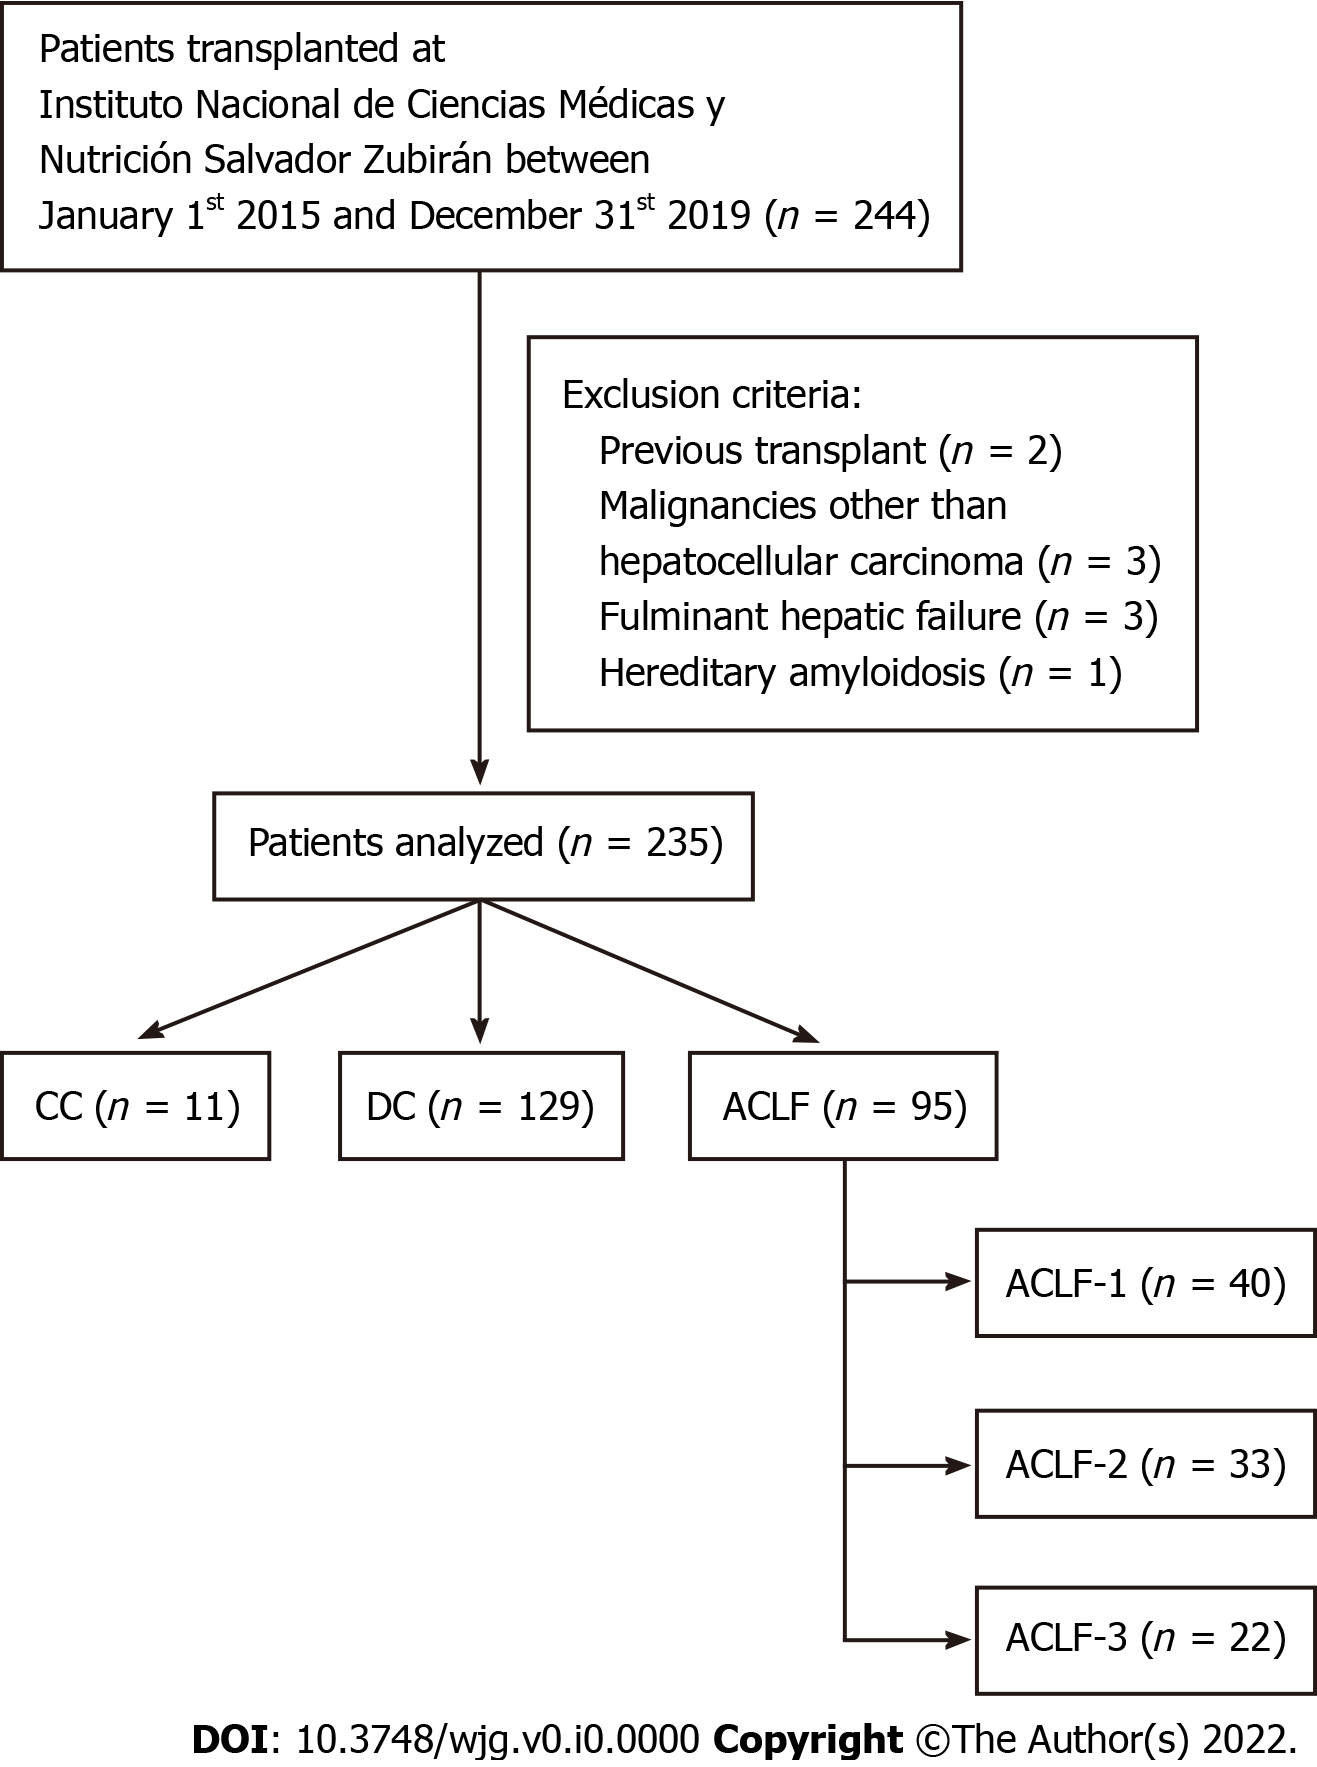 Patients transplanted at
Instituto Nacional de Ciencias Médicas y
Nutrición Salvador Zubirán between
January 1st 2015 and December 31st 2019 (n = 244)
Exclusion criteria:
Previous transplant (n = 2)
Malignancies other than
hepatocellular carcinoma (n = 3)
Fulminant hepatic failure (n = 3)
Hereditary amyloidosis (n = 1)
Patients analyzed (n = 235)
CC (n = 11)
DC (n = 129)
ACLF (n = 95)
ACLF-1 (n = 40)
ACLF-2 (n = 33)
ACLF-3 (n = 22)
DOI: 10.3748/wjg.v0.i0.0000 Copyright ©The Author(s) 2022.